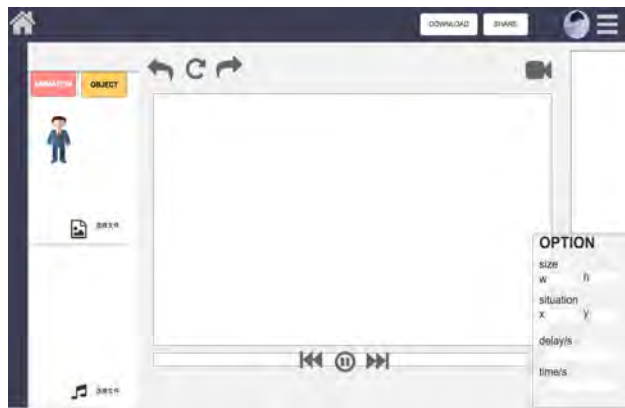 DOWNLOAD SHARE
ANIMATION OBJECT
OPTION
size
w h
situation
x y
delay/s
time/s